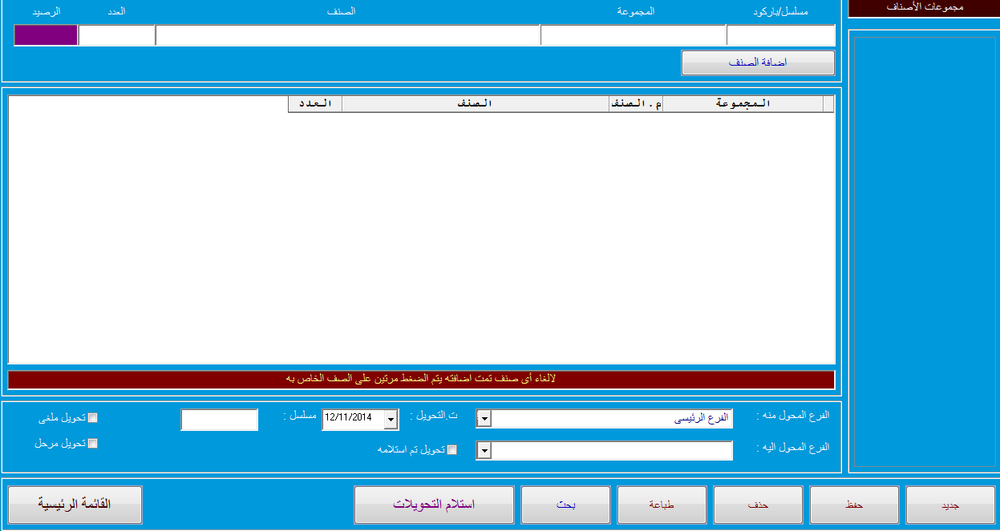 مجموعات الأصناف
مسلسل/باركود المجموعة الصنف العدد الرصيد
اضافة الصنف
المجموعة م.الصنف الصنف العدد
لالغاء أى صنف تمت اضافته يتم الضغط مرتين على الصف الخاص به
الفرع المحول منه : الفرع الرئيسى ت.التحويل : 12/11/2014 مسلسل : تحويل ملغى
الفرع المحول اليه : تحويل تم استلامه تحويل مرحل
جديد حفظ حذف طباعة بحث استلام التحويلات القائمة الرئيسية